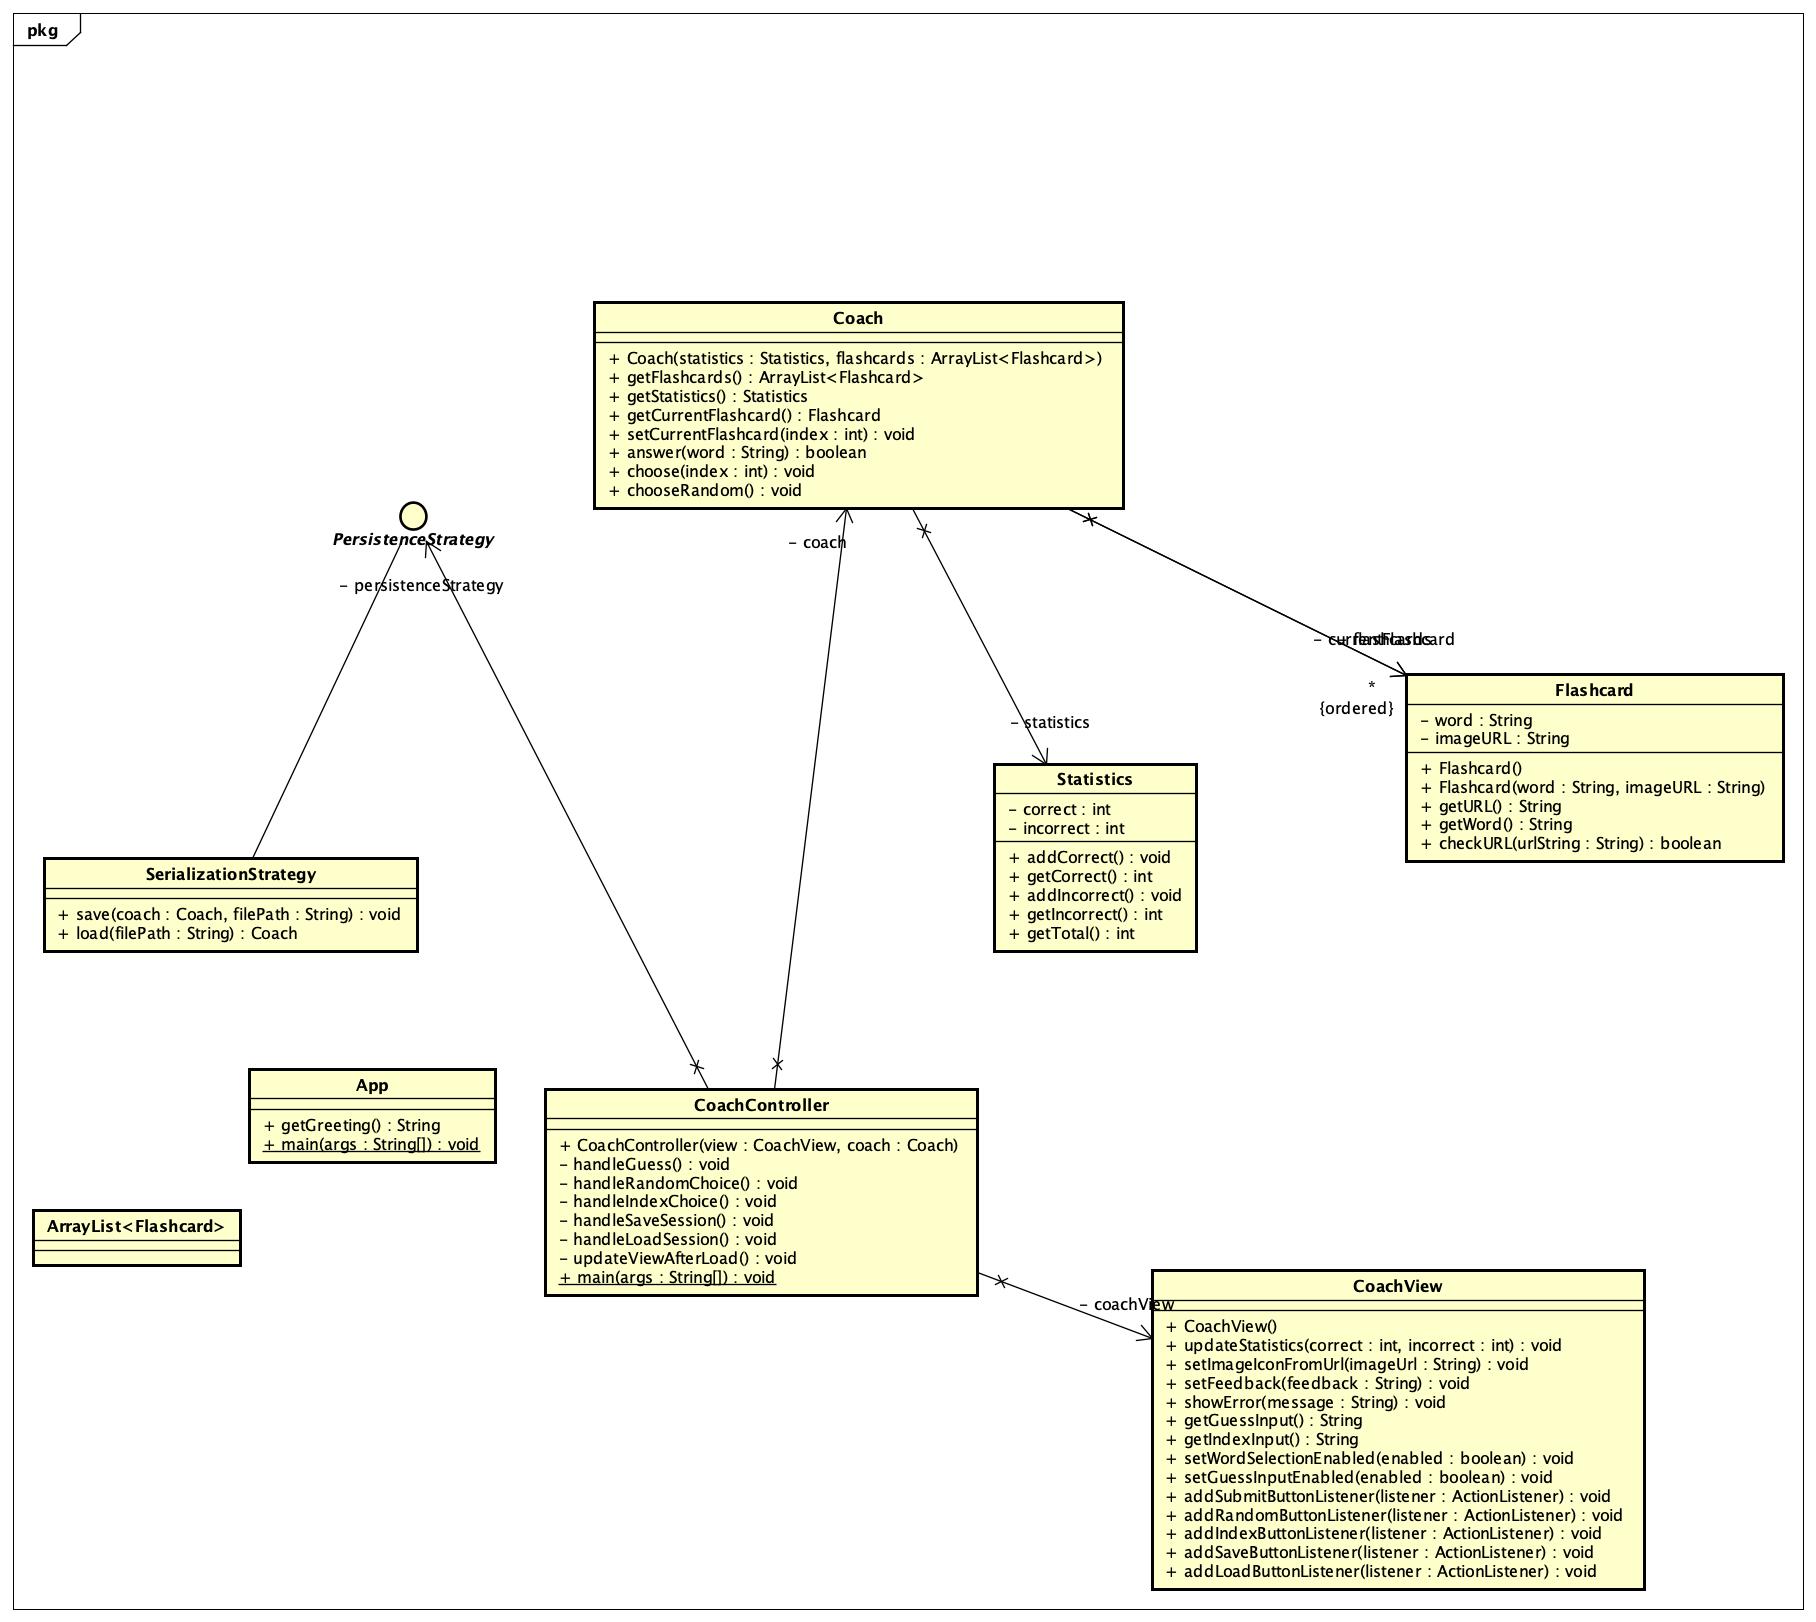 pkg
Coach
+ Coach(statistics : Statistics, flashcards : ArrayList<Flashcard>)
+ getFlashcards() : ArrayList<Flashcard>
+ getStatistics() : Statistics
+ getCurrentFlashcard() : Flashcard
+ setCurrentFlashcard(index : int) : void
+ answer(word : String) : boolean
+ choose(index : int) : void
+ chooseRandom() : void
PersistenceStrategy
- persistenceStrategy
- coach
- statistics
- currentFlashcard
- flashcards
*
{ordered}
Flashcard
- word : String
- imageURL : String
+ Flashcard()
+ Flashcard(word : String, imageURL : String)
+ getURL() : String
+ getWord() : String
+ checkURL(urlString : String) : boolean
Statistics
- correct : int
- incorrect : int
+ addCorrect() : void
+ getCorrect() : int
+ addIncorrect() : void
+ getIncorrect() : int
+ getTotal() : int
SerializationStrategy
+ save(coach : Coach, filePath : String) : void
+ load(filePath : String) : Coach
App
+ getGreeting() : String
+ main(args : String[]) : void
ArrayList<Flashcard>
CoachController
+ CoachController(view : CoachView, coach : Coach)
- handleGuess() : void
- handleRandomChoice() : void
- handleIndexChoice() : void
- handleSaveSession() : void
- handleLoadSession() : void
- updateViewAfterLoad() : void
+ main(args : String[]) : void
- coachView
CoachView
+ CoachView()
+ updateStatistics(correct : int, incorrect : int) : void
+ setImageIconFromUrl(imageUrl : String) : void
+ setFeedback(feedback : String) : void
+ showError(message : String) : void
+ getGuessInput() : String
+ getIndexInput() : String
+ setWordSelectionEnabled(enabled : boolean) : void
+ setGuessInputEnabled(enabled : boolean) : void
+ addSubmitButtonListener(listener : ActionListener) : void
+ addRandomButtonListener(listener : ActionListener) : void
+ addIndexButtonListener(listener : ActionListener) : void
+ addSaveButtonListener(listener : ActionListener) : void
+ addLoadButtonListener(listener : ActionListener) : void